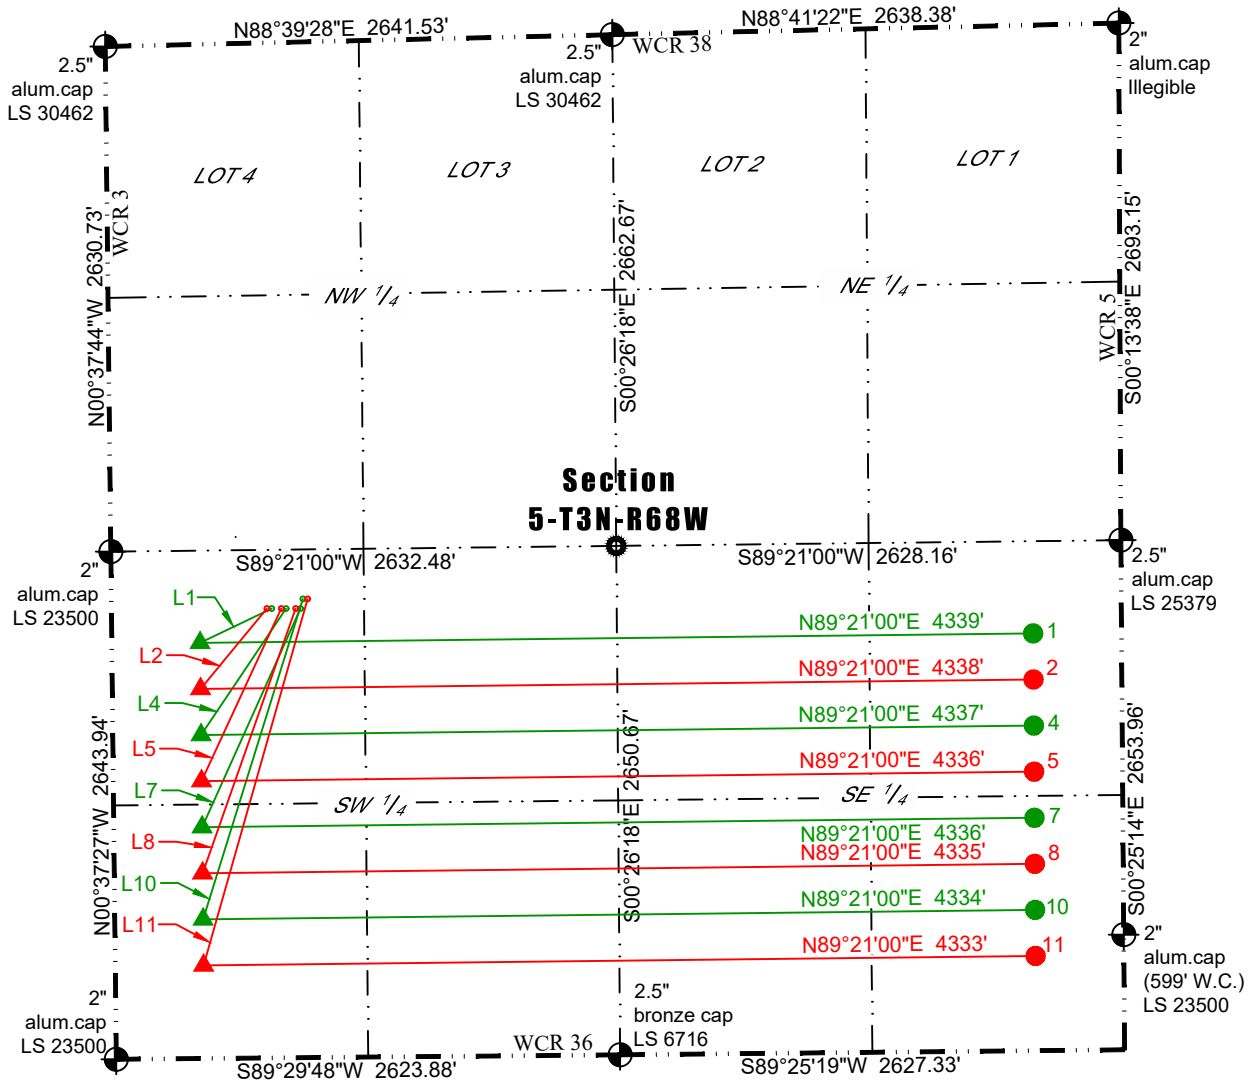 N88°39'28"E 2641.53'
N88°41'22"E 2638.38'
2.5"
alum.cap
LS 30462
2.5"
alum.cap
LS 30462
WCR 38
2"
alum.cap
Illegible
LOT 4
LOT 3
LOT 2
LOT 1
N00°37'44"W 2630.73'
WCR 3
S00°26'18"E 2662.67'
WCR 5
S00°13'38"E 2693.15'
NW 1/4
NE 1/4
Section
5-T3N-R68W
S89°21'00"W 2632.48'
S89°21'00"W 2628.16'
2"
alum.cap
LS 23500
2.5"
alum.cap
LS 25379
L1
L2
L4
L5
L7
L8
L10
L11
N89°21'00"E 4339'
1
N89°21'00"E 4338'
2
N89°21'00"E 4337'
4
N89°21'00"E 4336'
5
N89°21'00"E 4336'
7
N89°21'00"E 4335'
8
N89°21'00"E 4334'
10
N89°21'00"E 4333'
11
N00°37'27"W 2643.94'
S00°26'18"E 2650.67'
S00°25'14"E 2653.96'
SW 1/4
SE 1/4
2"
alum.cap
(599' W.C.)
LS 23500
2"
alum.cap
LS 23500
2.5"
bronze cap
LS 6716
WCR 36
S89°29'48"W 2623.88'
S89°25'19"W 2627.33'